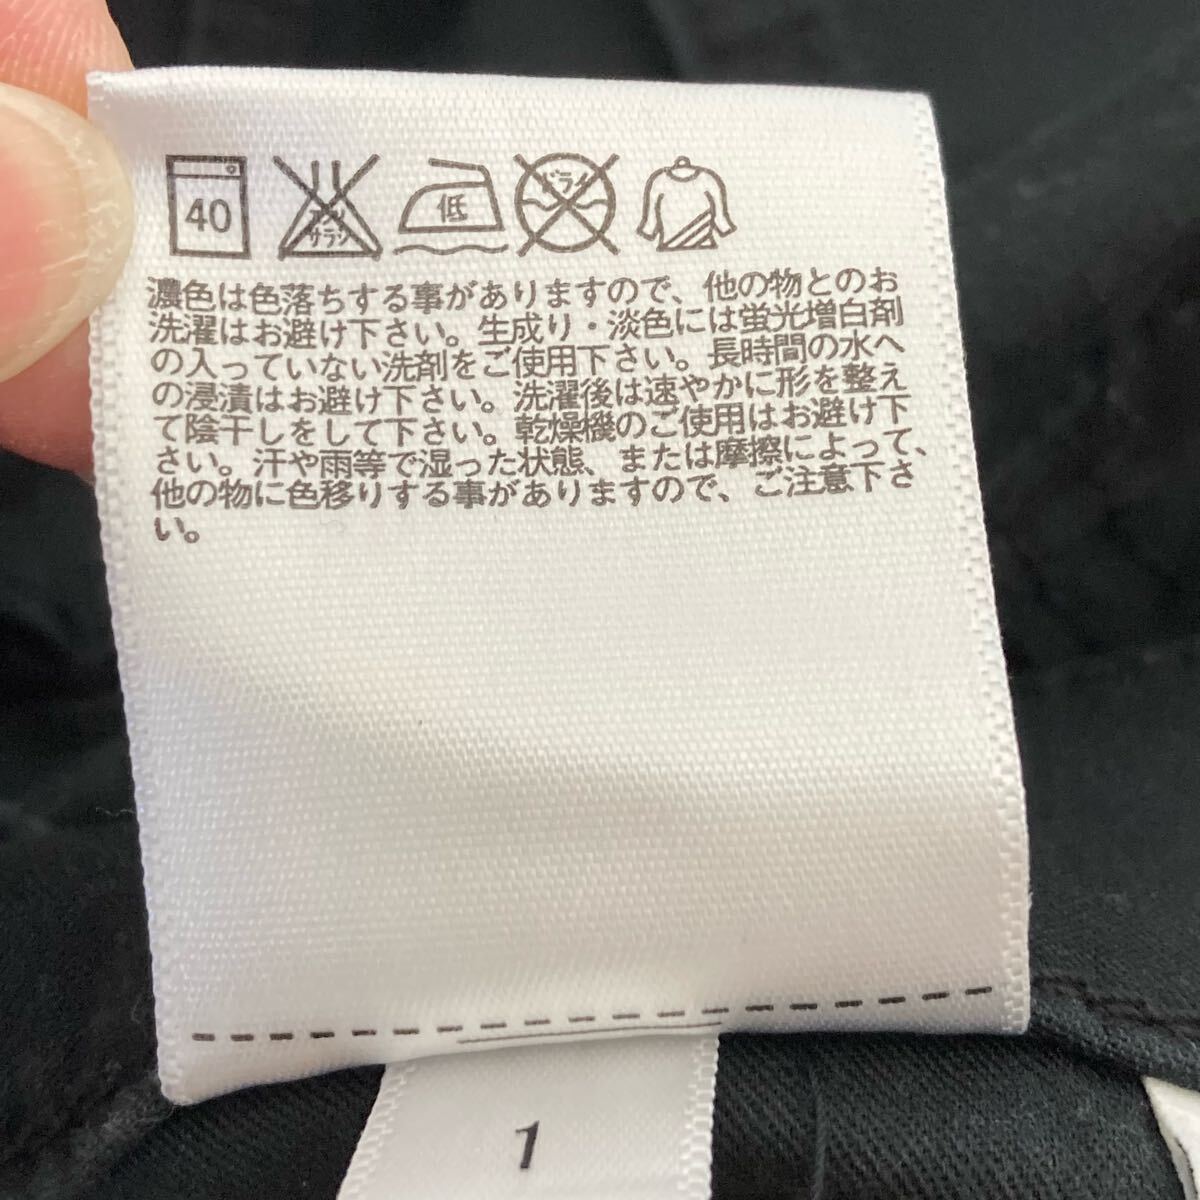 40 エンソサラシ 低 ドライ
濃色は色落ちする事がありますので、他の物とのお
洗濯はお避け下さい。生成り・淡色には蛍光増白剤
の入っていない洗剤をご使用下さい。長時間の水へ
の浸漬はお避け下さい。洗濯後は速やかに形を整え
て陰干しをして下さい。乾燥機のご使用はお避け下
さい。汗や雨等で湿った状態、または摩擦によって、
他の物に色移りする事がありますので、ご注意下さ
い。
1